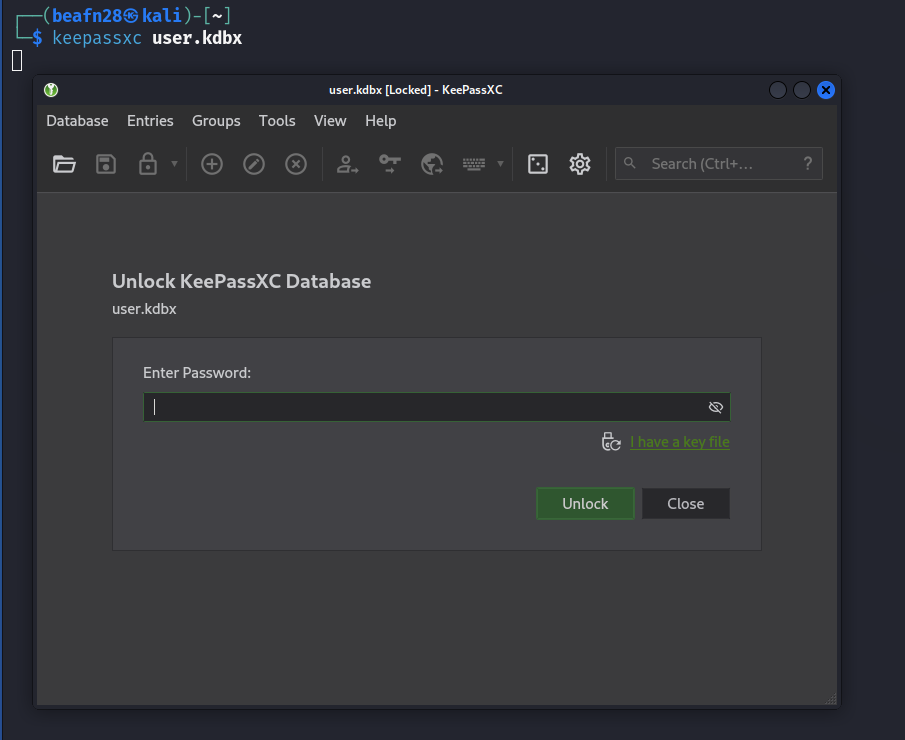 ┌──(beafn28㉿kali)-[~]
└─$ keepassxc user.kdbx
user.kdbx [Locked] - KeePassXC
Database Entries Groups Tools View Help
Search (Ctrl+... ?
Unlock KeePassXC Database
user.kdbx
Enter Password:
I have a key file
Unlock Close